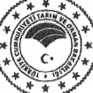 TÜRKİYE CUMHURİYETİ TARIM VE ORMAN BAKANLIĞI